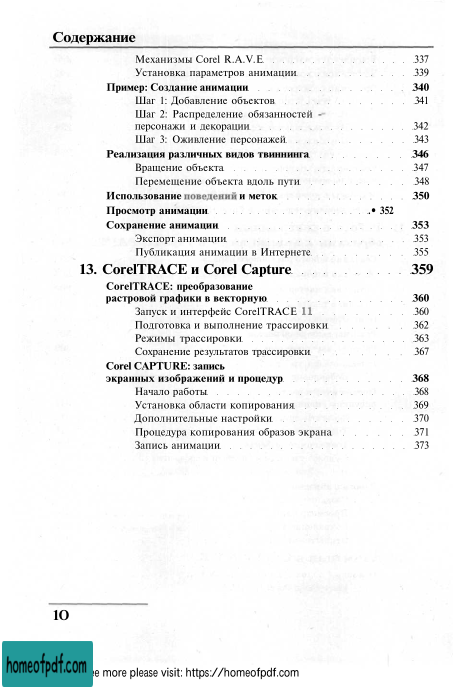 Содержание
Механизмы Corel R.A.V.E. 337
Установка параметров анимации 339
Пример: Создание анимации 340
Шаг 1: Добавление объектов 341
Шаг 2: Распределение обязанностей –
персонажи и декорации 342
Шаг 3: Оживление персонажей 343
Реализация различных видов твиннинга 346
Вращение объекта 347
Перемещение объекта вдоль пути 348
Использование поведений и меток 350
Просмотр анимации .• 352
Сохранение анимации 353
Экспорт анимации 353
Публикация анимации в Интернете 355
13. CorelTRACE и Corel Capture 359
CorelTRACE: преобразование
растровой графики в векторную 360
Запуск и интерфейс CorelTRACE 11 360
Подготовка и выполнение трассировки 362
Режимы трассировки 363
Сохранение результатов трассировки 367
Corel CAPTURE: запись
экранных изображений и процедур 368
Начало работы 368
Установка области копирования 369
Дополнительные настройки 370
Процедура копирования образов экрана 371
Запись анимации 373
10
homeofpdf.com
ee more please visit: https://homeofpdf.com